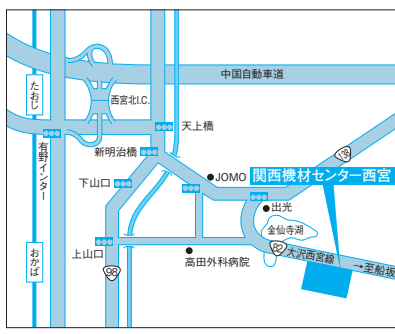 中国自動車道
たおじ
西宮北I.C.
天上橋
有野インター
新明治橋
138
下山口
JOMO
関西機材センター西宮
出光
金仙寺湖
おかば
上山口
98
高田外科病院
82
大沢西宮線
→至船坂